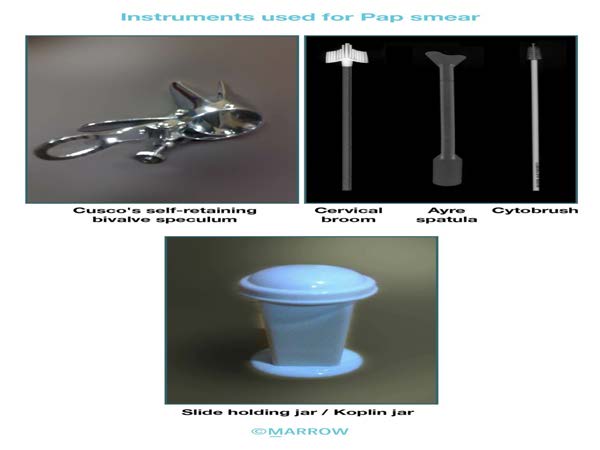 Instruments used for Pap smear
Cusco's self-retaining
bivalve speculum
Cervical
broom
Ayre
spatula
Cytobrush
Slide holding jar / Koplin jar
©MARROW